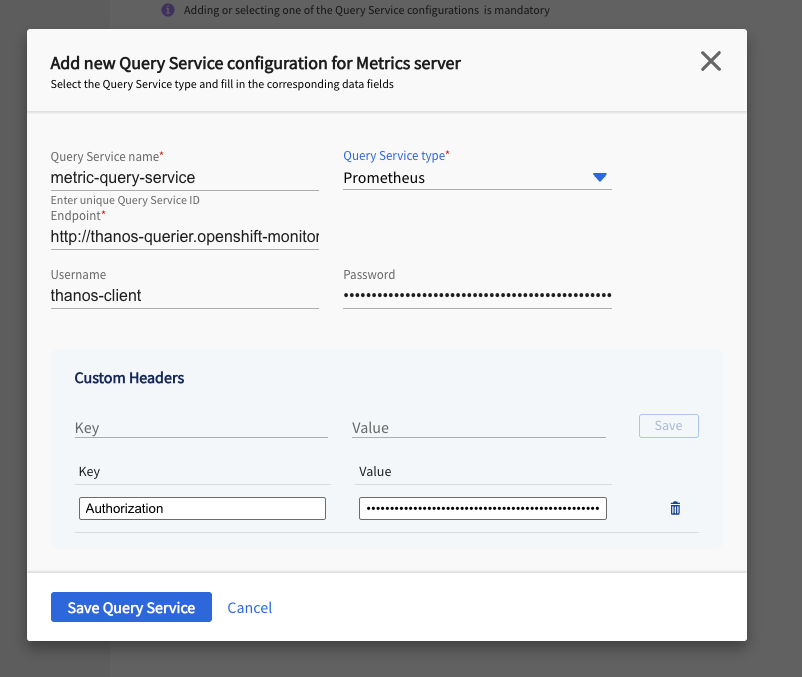 Adding or selecting one of the Query Service configurations is mandatory
Add new Query Service configuration for Metrics server
Select the Query Service type and fill in the corresponding data fields
Query Service name*
Query Service type*
metric-query-service
Prometheus
Enter unique Query Service ID
Endpoint*
http://thanos-querier.openshift-monitor
Username
Password
thanos-client
Custom Headers
Key
Value
Save
Key
Value
Authorization
Save Query Service
Cancel